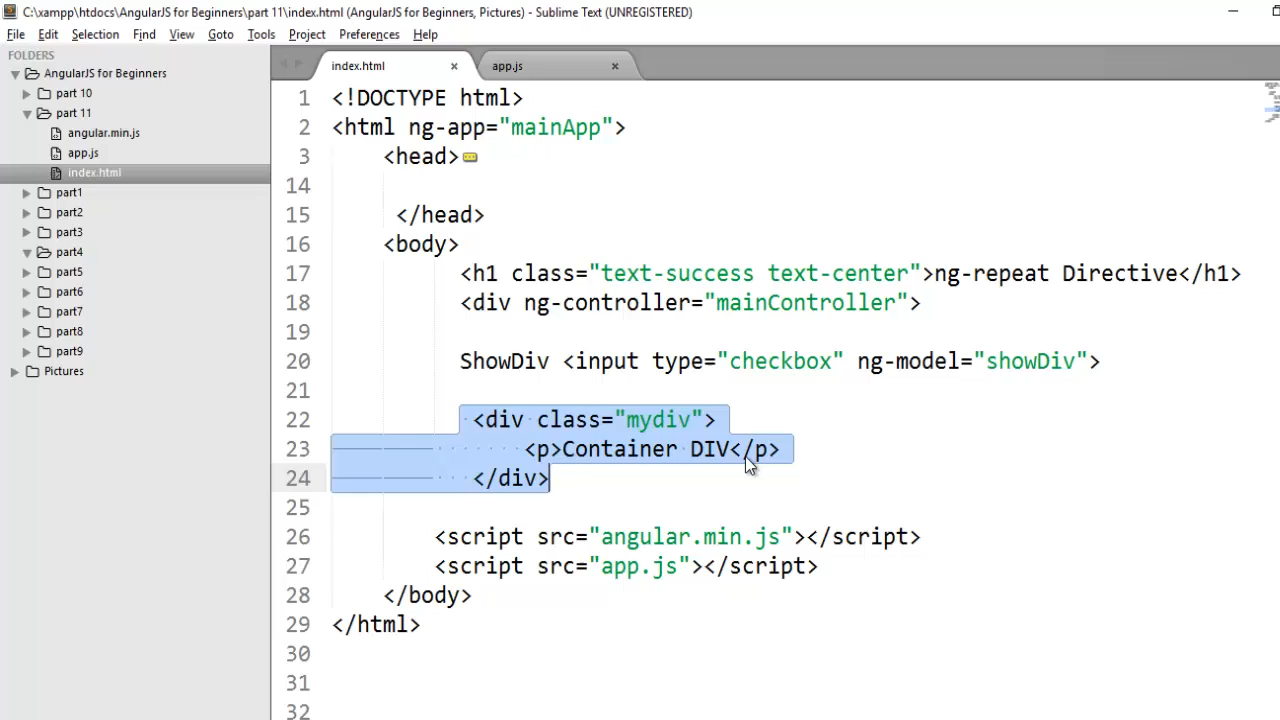 C:\xampp\htdocs\AngularJS for Beginners\part 11\index.html (AngularJS for Beginners, Pictures) - Sublime Text (UNREGISTERED)
File Edit Selection Find View Goto Tools Project Preferences Help
FOLDERS
AngularJS for Beginners
part 10
part 11
angular.min.js
app.js
index.html
part1
part2
part3
part4
part5
part6
part7
part8
part9
Pictures
index.html × app.js ×
1 <!DOCTYPE html>
2 <html ng-app="mainApp">
3 <head>
14
15 </head>
16 <body>
17 <h1 class="text-success text-center">ng-repeat Directive</h1>
18 <div ng-controller="mainController">
19
20 ShowDiv <input type="checkbox" ng-model="showDiv">
21
22 <div class="mydiv">
23 <p>Container DIV</p>
24 </div>
25
26 <script src="angular.min.js"></script>
27 <script src="app.js"></script>
28 </body>
29 </html>
30
31
32